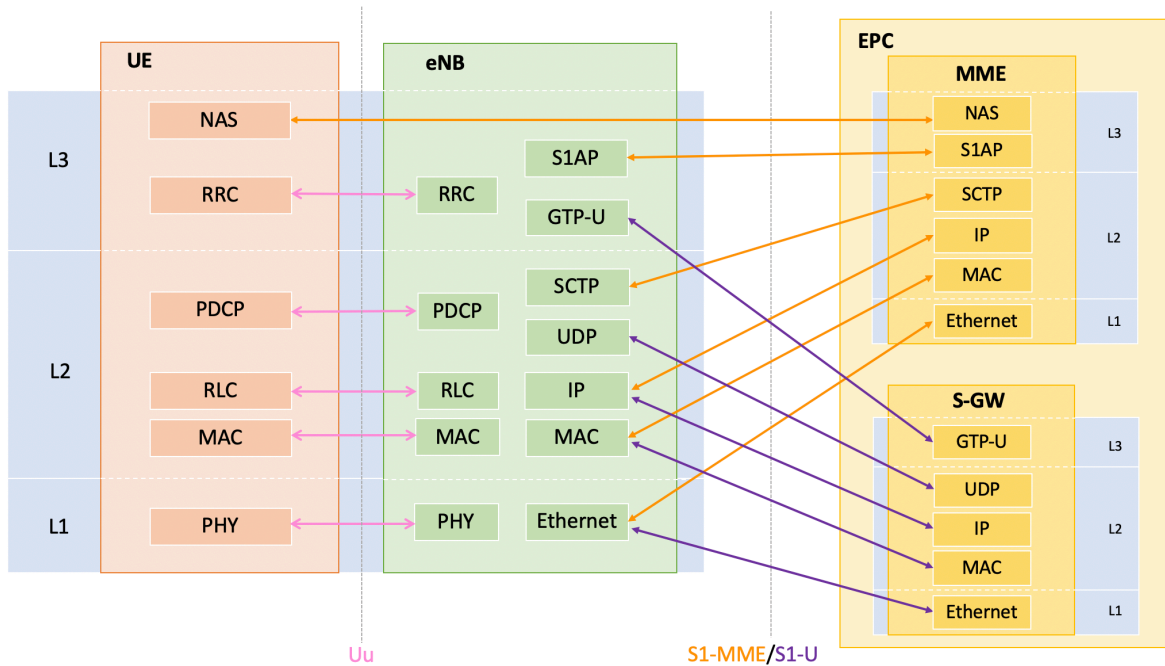 UE
eNB
EPC
MME
L3
NAS
RRC
RRC
S1AP
GTP-U
NAS
S1AP
L3
SCTP
IP
MAC
L2
Ethernet
L1
L2
PDCP
RLC
MAC
PDCP
RLC
MAC
SCTP
UDP
IP
MAC
L1
PHY
PHY
Ethernet
S-GW
GTP-U
L3
UDP
IP
MAC
L2
Ethernet
L1
Uu
S1-MME/S1-U